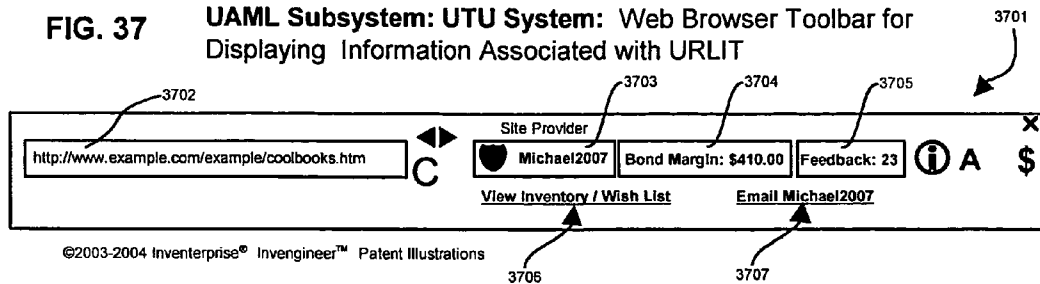 FIG. 37
UAML Subsystem: UTU System: Web Browser Toolbar for
Displaying Information Associated with URLIT
3701
3702
3703
3704
3705
Site Provider
X
http://www.example.com/example/coolbooks.htm
C
Michael2007
Bond Margin: $410.00
Feedback: 23
i
A
$
View Inventory / Wish List
Email Michael2007
©2003-2004 Inventerprise® Invengineer™ Patent Illustrations
3706
3707